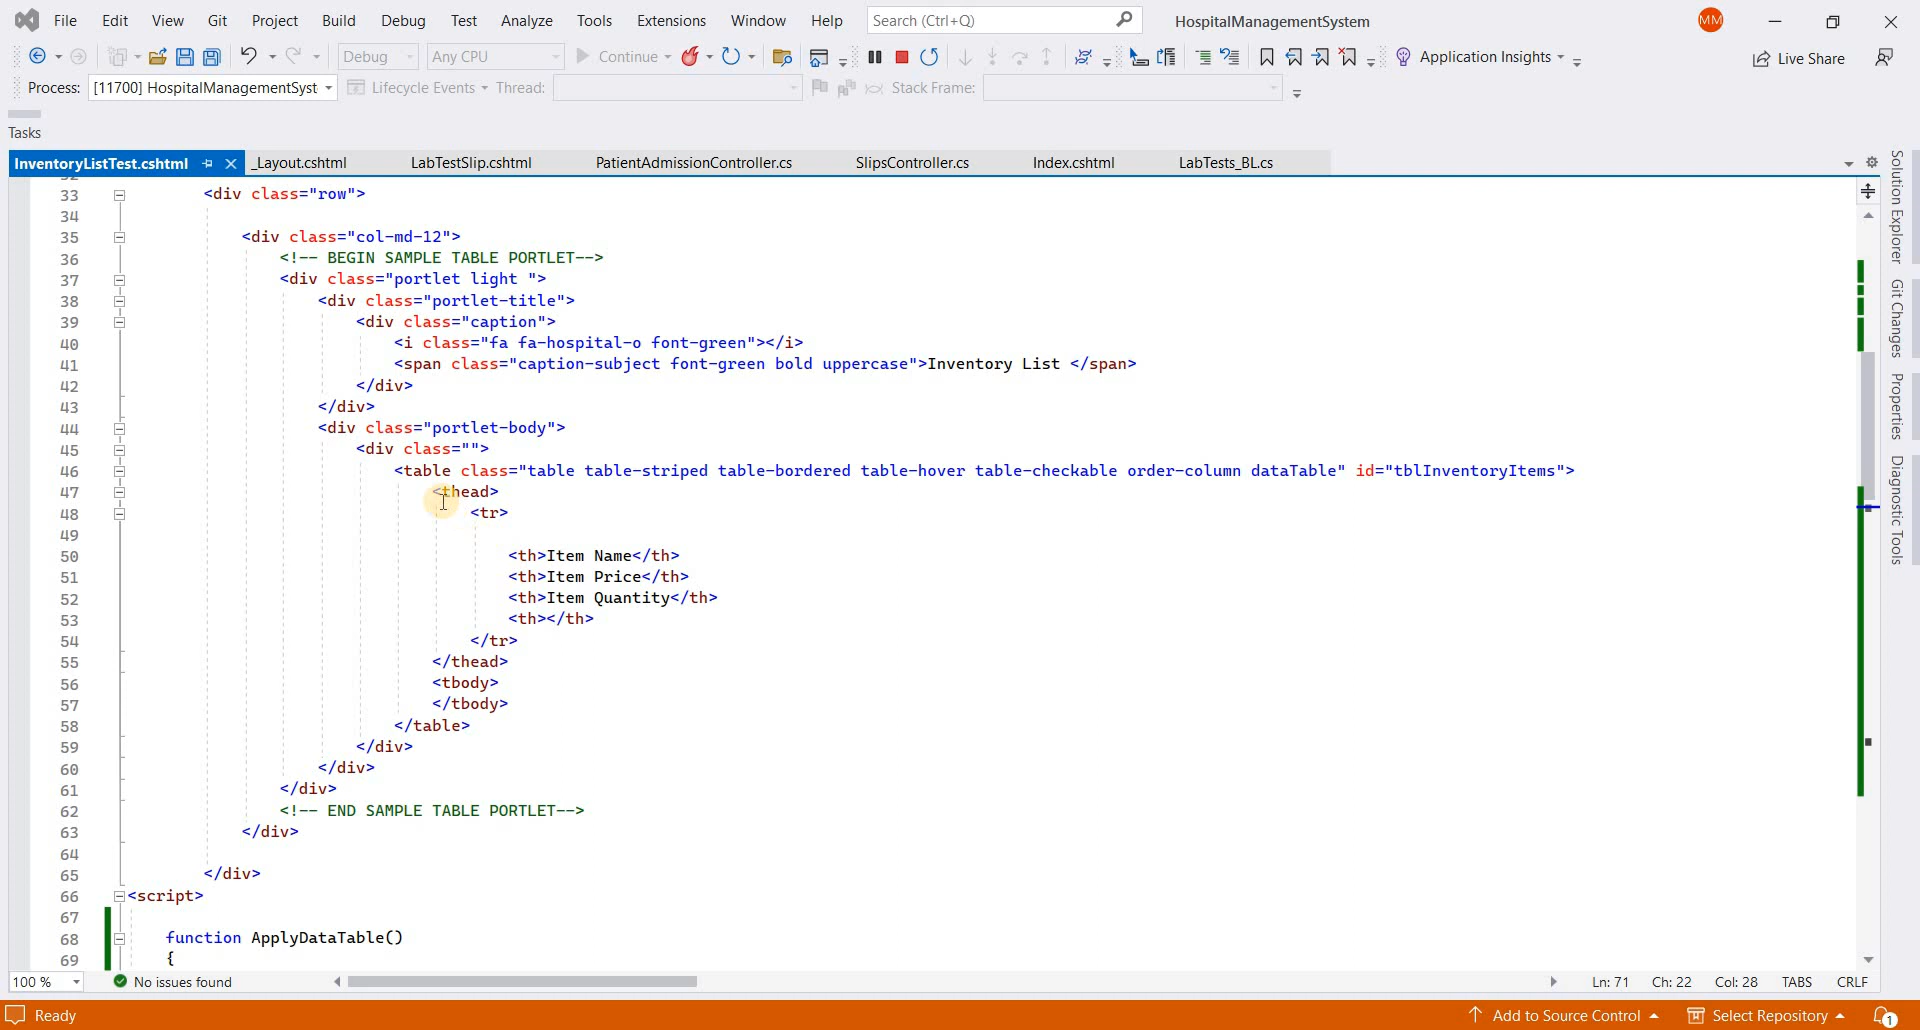 File Edit View Git Project Build Debug Test Analyze Tools Extensions Window Help Search (Ctrl+Q) HospitalManagementSystem MM
Debug Any CPU Continue Application Insights Live Share
Process: [11700] HospitalManagementSyst Lifecycle Events Thread: Stack Frame:
Tasks
InventoryListTest.cshtml _Layout.cshtml LabTestSlip.cshtml PatientAdmissionController.cs SlipsController.cs Index.cshtml LabTests_BL.cs
33 <div class="row">
34
35 <div class="col-md-12">
36 <!-- BEGIN SAMPLE TABLE PORTLET-->
37 <div class="portlet light ">
38 <div class="portlet-title">
39 <div class="caption">
40 <i class="fa fa-hospital-o font-green"></i>
41 <span class="caption-subject font-green bold uppercase">Inventory List </span>
42 </div>
43 </div>
44 <div class="portlet-body">
45 <div class="">
46 <table class="table table-striped table-bordered table-hover table-checkable order-column dataTable" id="tblInventoryItems">
47 <thead>
48 <tr>
49
50 <th>Item Name</th>
51 <th>Item Price</th>
52 <th>Item Quantity</th>
53 <th></th>
54 </tr>
55 </thead>
56 <tbody>
57 </tbody>
58 </table>
59 </div>
60 </div>
61 </div>
62 <!-- END SAMPLE TABLE PORTLET-->
63 </div>
64
65 </div>
66 <script>
67
68 function ApplyDataTable()
69 {
Solution Explorer
Git Changes
Properties
Diagnostic Tools
100 % No issues found Ln: 71 Ch: 22 Col: 28 TABS CRLF
Ready Add to Source Control Select Repository 1